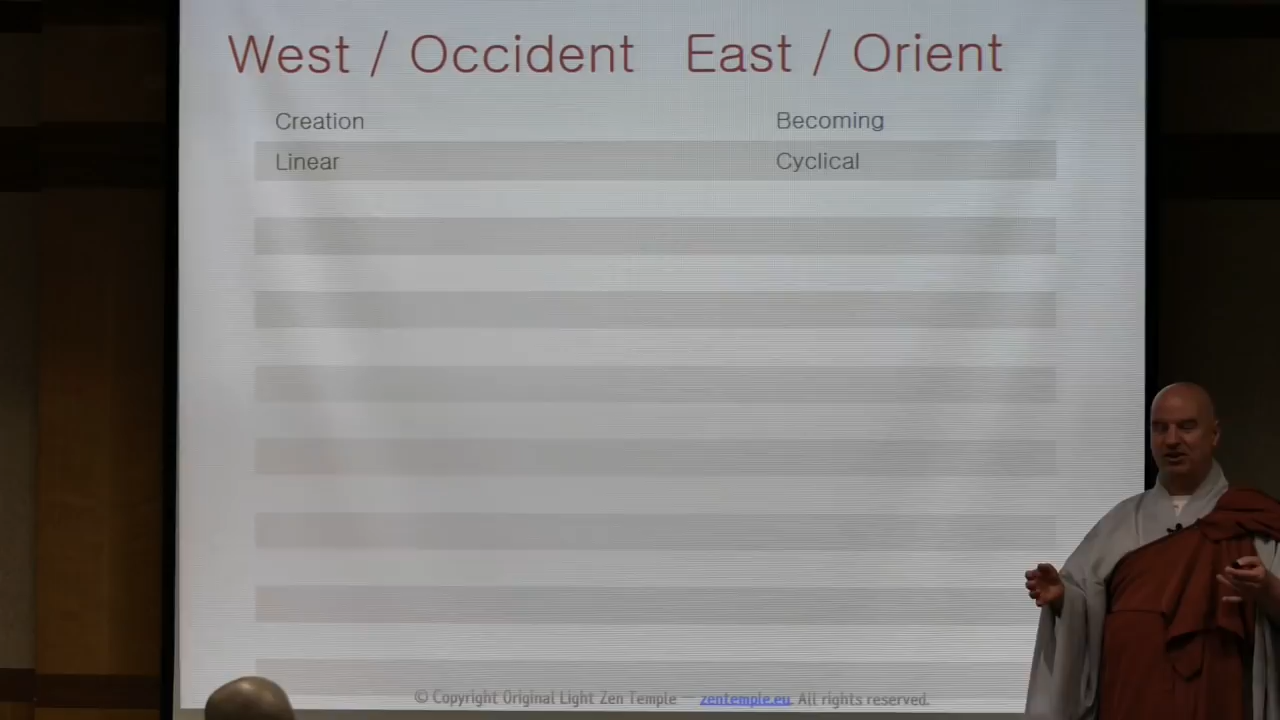 West / Occident East / Orient
Creation Becoming
Linear Cyclical
© Copyright Original Light Zen Temple — zentemple.eu. All rights reserved.